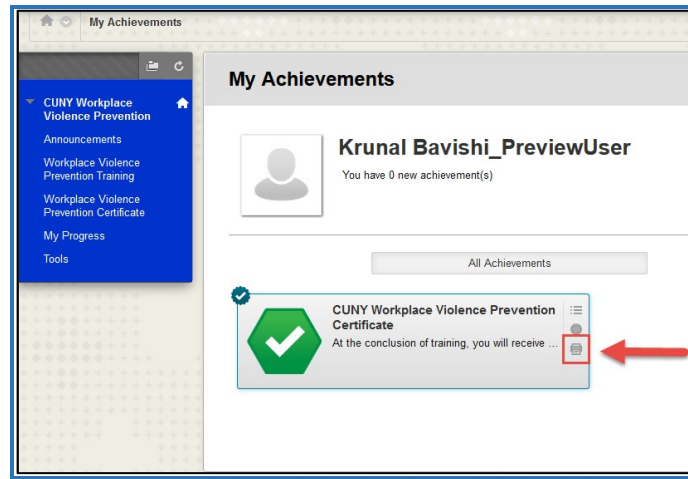 My Achievements
CUNY Workplace
Violence Prevention
Announcements
Workplace Violence
Prevention Training
Workplace Violence
Prevention Certificate
My Progress
Tools
My Achievements
Krunal Bavishi_PreviewUser
You have 0 new achievement(s)
All Achievements
CUNY Workplace Violence Prevention
Certificate
At the conclusion of training, you will receive ...